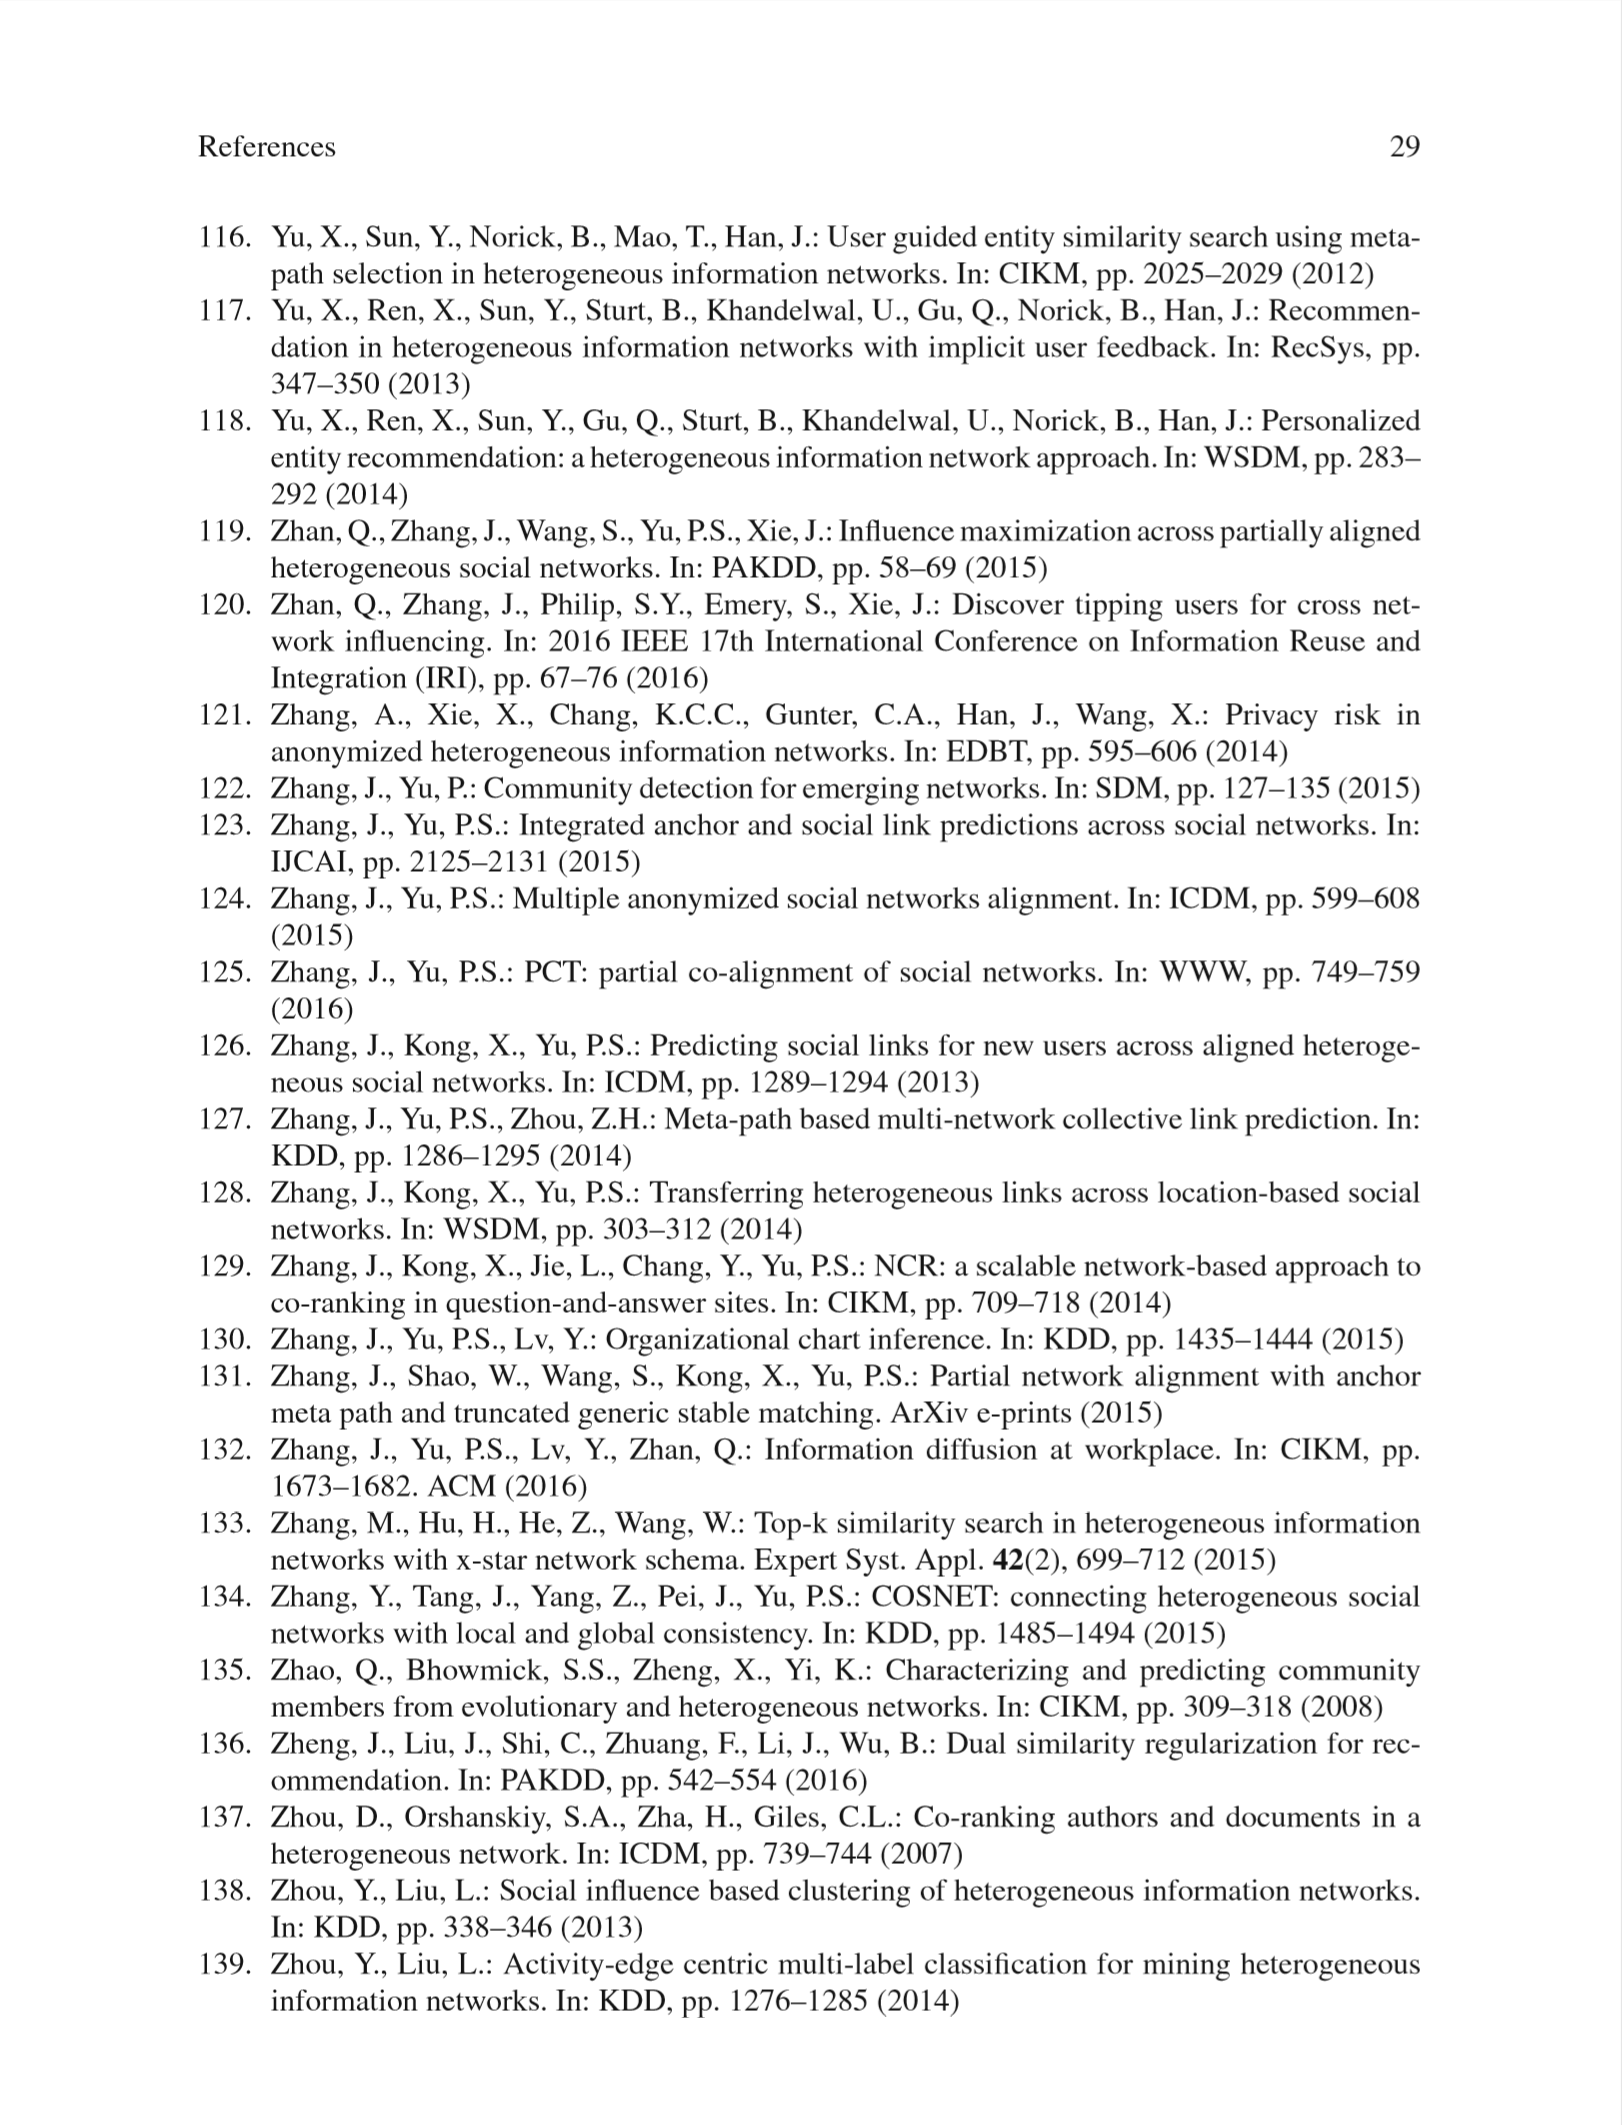 References 29
116. Yu, X., Sun, Y., Norick, B., Mao, T., Han, J.: User guided entity similarity search using meta-
path selection in heterogeneous information networks. In: CIKM, pp. 2025–2029 (2012)
117. Yu, X., Ren, X., Sun, Y., Sturt, B., Khandelwal, U., Gu, Q., Norick, B., Han, J.: Recommen-
dation in heterogeneous information networks with implicit user feedback. In: RecSys, pp.
347–350 (2013)
118. Yu, X., Ren, X., Sun, Y., Gu, Q., Sturt, B., Khandelwal, U., Norick, B., Han, J.: Personalized
entity recommendation: a heterogeneous information network approach. In: WSDM, pp. 283–
292 (2014)
119. Zhan, Q., Zhang, J., Wang, S., Yu, P.S., Xie, J.: Influence maximization across partially aligned
heterogeneous social networks. In: PAKDD, pp. 58–69 (2015)
120. Zhan, Q., Zhang, J., Philip, S.Y., Emery, S., Xie, J.: Discover tipping users for cross net-
work influencing. In: 2016 IEEE 17th International Conference on Information Reuse and
Integration (IRI), pp. 67–76 (2016)
121. Zhang, A., Xie, X., Chang, K.C.C., Gunter, C.A., Han, J., Wang, X.: Privacy risk in
anonymized heterogeneous information networks. In: EDBT, pp. 595–606 (2014)
122. Zhang, J., Yu, P.: Community detection for emerging networks. In: SDM, pp. 127–135 (2015)
123. Zhang, J., Yu, P.S.: Integrated anchor and social link predictions across social networks. In:
IJCAI, pp. 2125–2131 (2015)
124. Zhang, J., Yu, P.S.: Multiple anonymized social networks alignment. In: ICDM, pp. 599–608
(2015)
125. Zhang, J., Yu, P.S.: PCT: partial co-alignment of social networks. In: WWW, pp. 749–759
(2016)
126. Zhang, J., Kong, X., Yu, P.S.: Predicting social links for new users across aligned heteroge-
neous social networks. In: ICDM, pp. 1289–1294 (2013)
127. Zhang, J., Yu, P.S., Zhou, Z.H.: Meta-path based multi-network collective link prediction. In:
KDD, pp. 1286–1295 (2014)
128. Zhang, J., Kong, X., Yu, P.S.: Transferring heterogeneous links across location-based social
networks. In: WSDM, pp. 303–312 (2014)
129. Zhang, J., Kong, X., Jie, L., Chang, Y., Yu, P.S.: NCR: a scalable network-based approach to
co-ranking in question-and-answer sites. In: CIKM, pp. 709–718 (2014)
130. Zhang, J., Yu, P.S., Lv, Y.: Organizational chart inference. In: KDD, pp. 1435–1444 (2015)
131. Zhang, J., Shao, W., Wang, S., Kong, X., Yu, P.S.: Partial network alignment with anchor
meta path and truncated generic stable matching. ArXiv e-prints (2015)
132. Zhang, J., Yu, P.S., Lv, Y., Zhan, Q.: Information diffusion at workplace. In: CIKM, pp.
1673–1682. ACM (2016)
133. Zhang, M., Hu, H., He, Z., Wang, W.: Top-k similarity search in heterogeneous information
networks with x-star network schema. Expert Syst. Appl. 42(2), 699–712 (2015)
134. Zhang, Y., Tang, J., Yang, Z., Pei, J., Yu, P.S.: COSNET: connecting heterogeneous social
networks with local and global consistency. In: KDD, pp. 1485–1494 (2015)
135. Zhao, Q., Bhowmick, S.S., Zheng, X., Yi, K.: Characterizing and predicting community
members from evolutionary and heterogeneous networks. In: CIKM, pp. 309–318 (2008)
136. Zheng, J., Liu, J., Shi, C., Zhuang, F., Li, J., Wu, B.: Dual similarity regularization for rec-
ommendation. In: PAKDD, pp. 542–554 (2016)
137. Zhou, D., Orshanskiy, S.A., Zha, H., Giles, C.L.: Co-ranking authors and documents in a
heterogeneous network. In: ICDM, pp. 739–744 (2007)
138. Zhou, Y., Liu, L.: Social influence based clustering of heterogeneous information networks.
In: KDD, pp. 338–346 (2013)
139. Zhou, Y., Liu, L.: Activity-edge centric multi-label classification for mining heterogeneous
information networks. In: KDD, pp. 1276–1285 (2014)